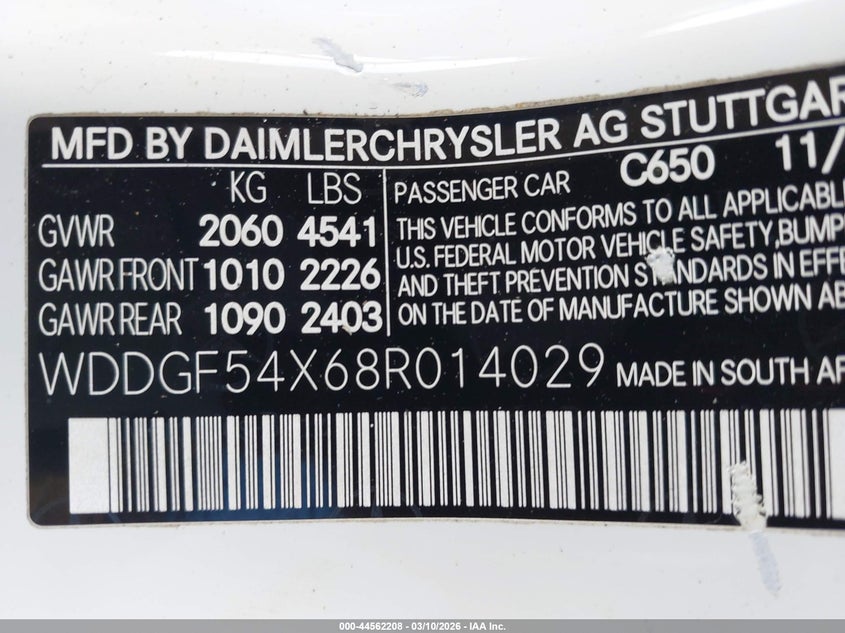 MFD BY DAIMLERCHRYSLER AG STUTTGAR
KG LBS
GVWR 2060 4541
GAWR FRONT 1010 2226
GAWR REAR 1090 2403
PASSENGER CAR C650 11/
THIS VEHICLE CONFORMS TO ALL APPLICABL
U.S. FEDERAL MOTOR VEHICLE SAFETY,BUMP
AND THEFT PREVENTION STANDARDS IN EFFE
ON THE DATE OF MANUFACTURE SHOWN AB
WDDGF54X68R014029 MADE IN SOUTH AF
000-44562208 - 03/10/2026 - IAA Inc.